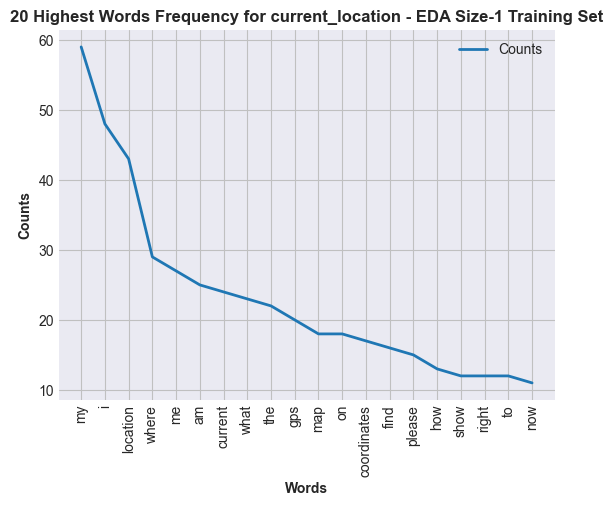 20 Highest Words Frequency for current_location - EDA Size-1 Training Set
Counts
60
50
40
30
20
10
Counts
my
i
location
where
me
am
current
what
the
gps
map
on
coordinates
find
please
how
show
right
to
now
Words